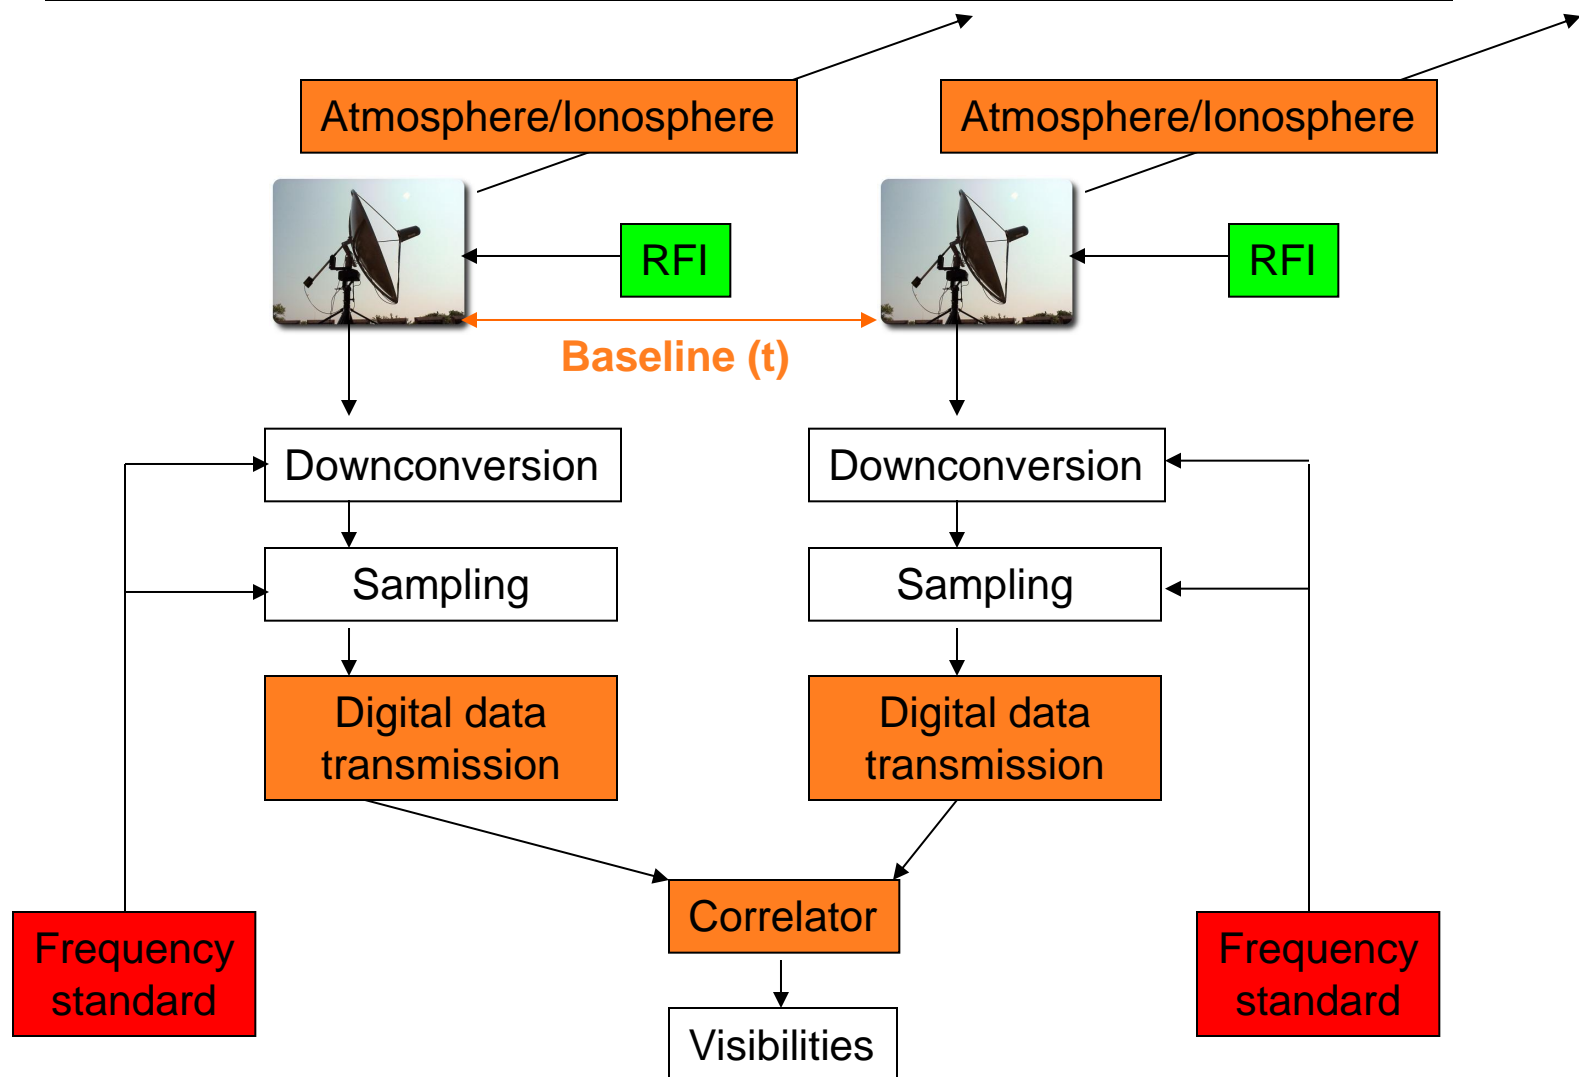 Atmosphere/Ionosphere
Atmosphere/Ionosphere
RFI
RFI
Baseline (t)
Downconversion
Downconversion
Sampling
Sampling
Digital data
transmission
Digital data
transmission
Correlator
Frequency
standard
Frequency
standard
Visibilities